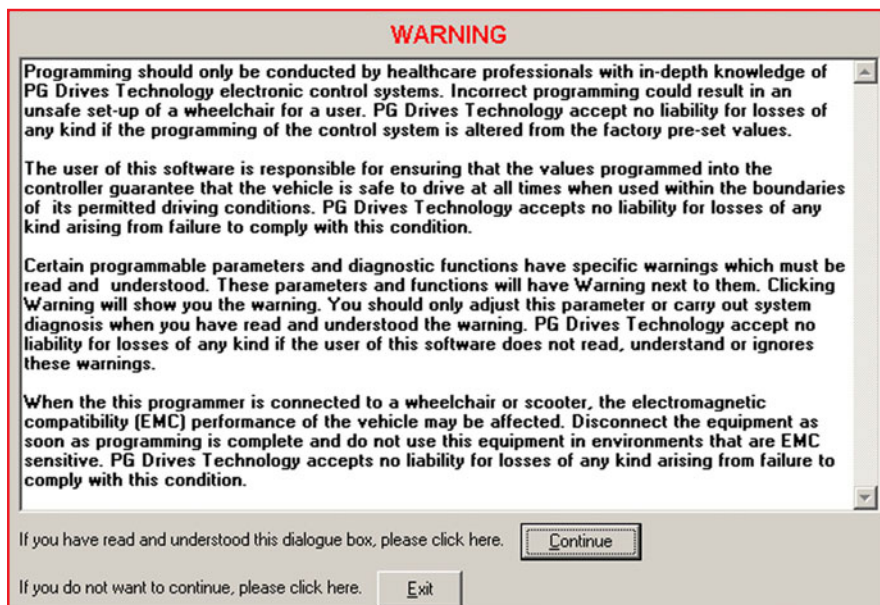 WARNING
Programming should only be conducted by healthcare professionals with in-depth knowledge of
PG Drives Technology electronic control systems. Incorrect programming could result in an
unsafe set-up of a wheelchair for a user. PG Drives Technology accept no liability for losses of
any kind if the programming of the control system is altered from the factory pre-set values.
The user of this software is responsible for ensuring that the values programmed into the
controller guarantee that the vehicle is safe to drive at all times when used within the boundaries
of its permitted driving conditions. PG Drives Technology accepts no liability for losses of any
kind arising from failure to comply with this condition.
Certain programmable parameters and diagnostic functions have specific warnings which must be
read and understood. These parameters and functions will have Warning next to them. Clicking
Warning will show you the warning. You should only adjust this parameter or carry out system
diagnosis when you have read and understood the warning. PG Drives Technology accept no
liability for losses of any kind if the user of this software does not read, understand or ignores
these warnings.
When the this programmer is connected to a wheelchair or scooter, the electromagnetic
compatibility (EMC) performance of the vehicle may be affected. Disconnect the equipment as
soon as programming is complete and do not use this equipment in environments that are EMC
sensitive. PG Drives Technology accepts no liability for losses of any kind arising from failure to
comply with this condition.
If you have read and understood this dialogue box, please click here. Continue
If you do not want to continue, please click here. Exit